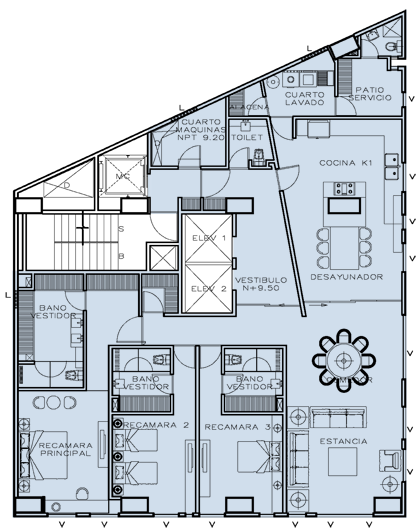 PATIO
SERVICIO
CUARTO
LAVADO
ALACENA
CUARTO
MAQUINAS
NPT 9.20
TOILET
COCINA K1
MC
D
S
B
ELEV 1
ELEV 2
VESTIBULO
N+9.50
DESAYUNADOR
BANO
VESTIDOR
BANO
VESTIDOR
BANO
VESTIDOR
COMEDOR
RECAMARA
PRINCIPAL
RECAMARA 2
RECAMARA 3
ESTANCIA